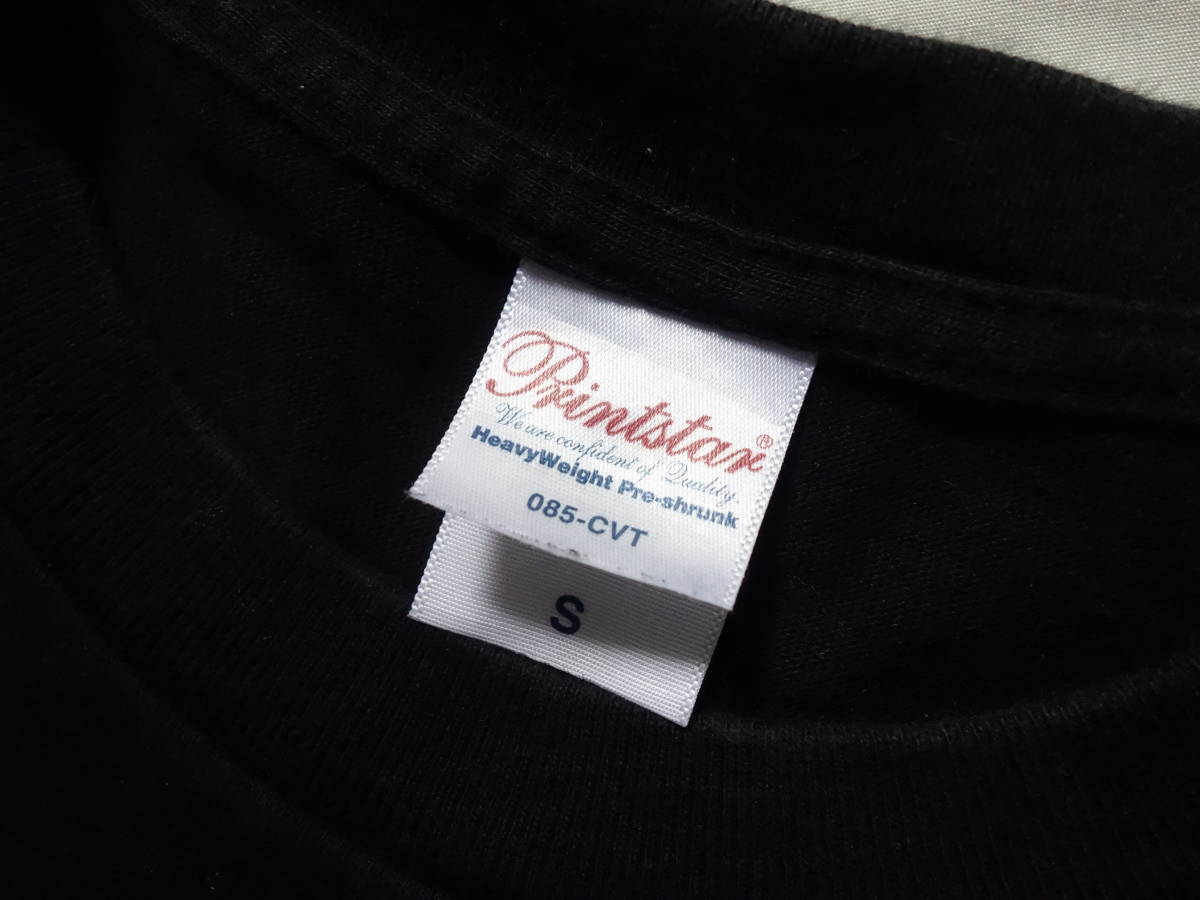 Printstar®
We are confident of Quality.
HeavyWeight Pre-shrunk
085-CVT
S